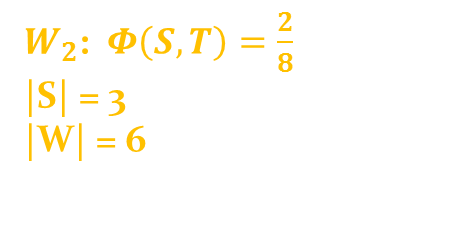 W₂: Φ(S,T) = 2/8
|S| = 3
|W| = 6